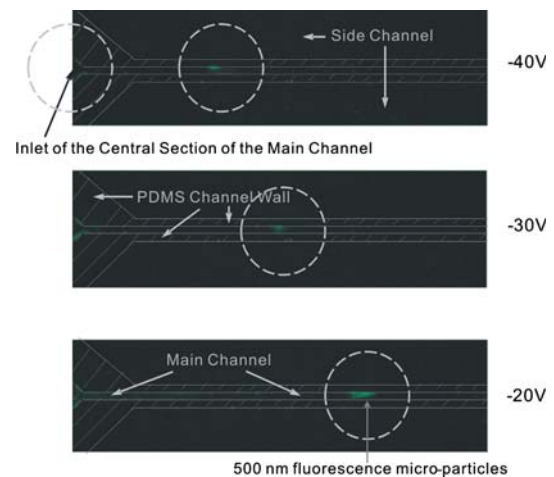 Side Channel
-40V
Inlet of the Central Section of the Main Channel
PDMS Channel Wall
-30V
Main Channel
-20V
500 nm fluorescence micro-particles